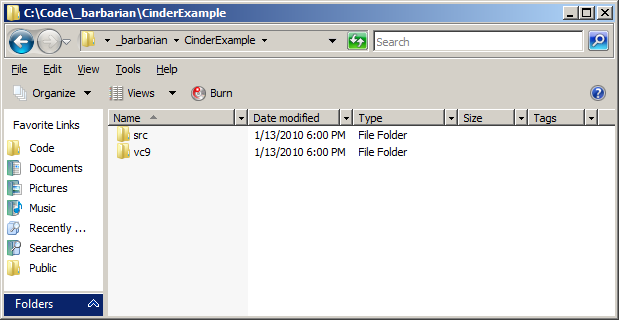 C:\Code\_barbarian\CinderExample
_barbarian CinderExample Search
File Edit View Tools Help
Organize Views Burn
Favorite Links
Code
Documents
Pictures
Music
Recently ...
Searches
Public
Folders
Name Date modified Type Size Tags
src 1/13/2010 6:00 PM File Folder
vc9 1/13/2010 6:00 PM File Folder